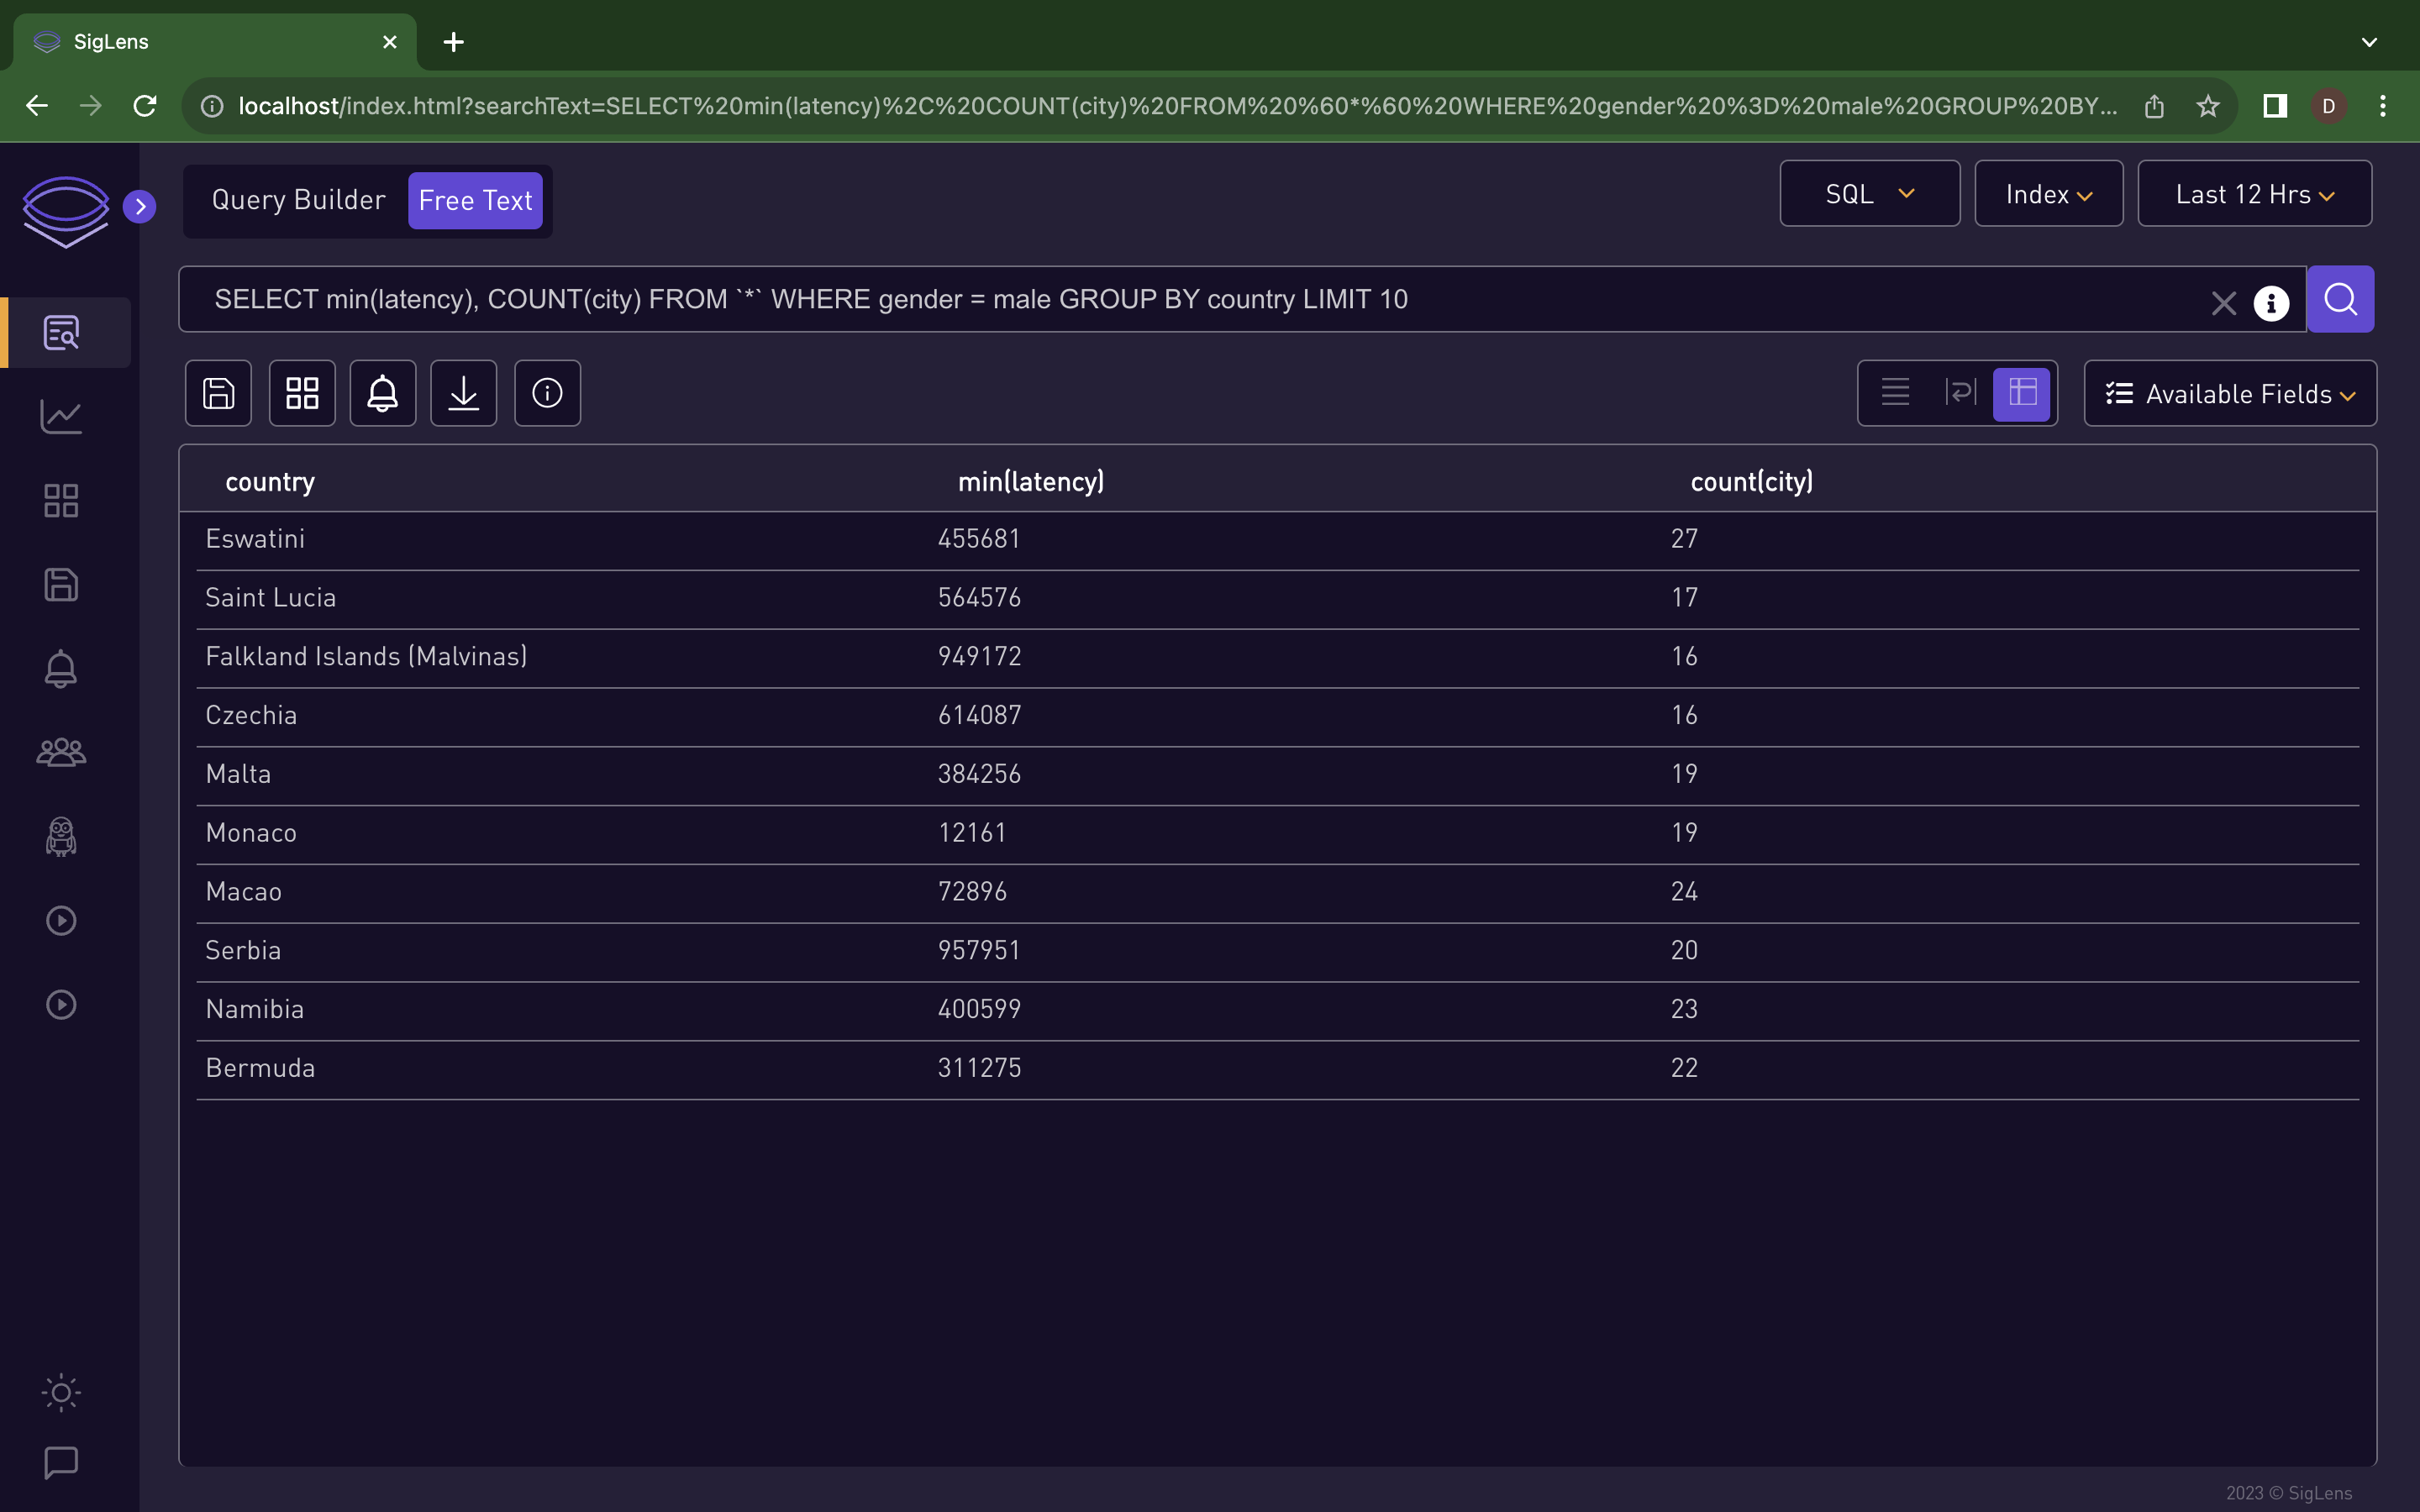 SigLens
localhost/index.html?searchText=SELECT%20min(latency)%2C%20COUNT(city)%20FROM%20%60*%60%20WHERE%20gender%20%3D%20male%20GROUP%20BY...
D
Query Builder Free Text
SQL Index Last 12 Hrs
SELECT min(latency), COUNT(city) FROM `*` WHERE gender = male GROUP BY country LIMIT 10
Available Fields
country min(latency) count(city)
Eswatini 455681 27
Saint Lucia 564576 17
Falkland Islands (Malvinas) 949172 16
Czechia 614087 16
Malta 384256 19
Monaco 12161 19
Macao 72896 24
Serbia 957951 20
Namibia 400599 23
Bermuda 311275 22
2023 © SigLens